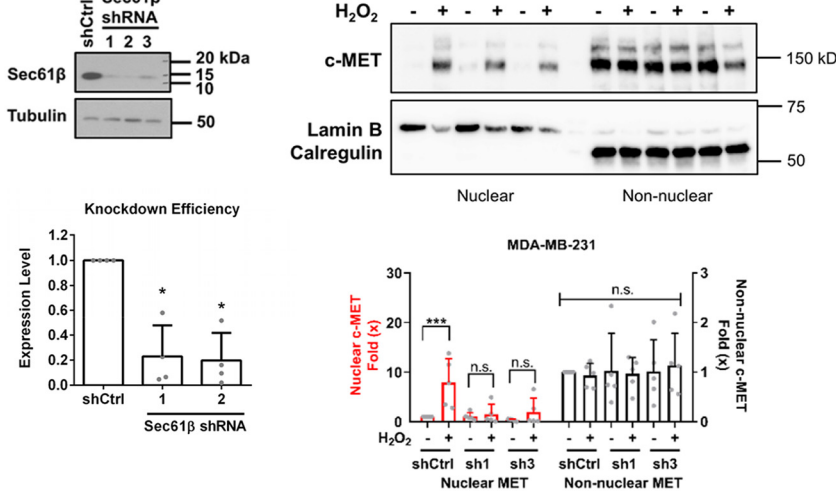 Sec61β
shRNA
shCtrl
1 2 3
20 kDa
15
10
Sec61β
Tubulin
50
H₂O₂ - + - + - + - + - + - +
c-MET
150 kD
75
Lamin B
Calregulin
50
Nuclear Non-nuclear
Knockdown Efficiency
Expression Level
1.2
1.0
0.8
0.6
0.4
0.2
0.0
* *
shCtrl 1 2
Sec61β shRNA
MDA-MB-231
Nuclear c-MET
Fold (x)
30
20
10
0
*** n.s. n.s. n.s.
3
2
1
0
Non-nuclear c-MET
Fold (x)
H₂O₂ - + - + - + - + - + - +
shCtrl sh1 sh3 shCtrl sh1 sh3
Nuclear MET Non-nuclear MET